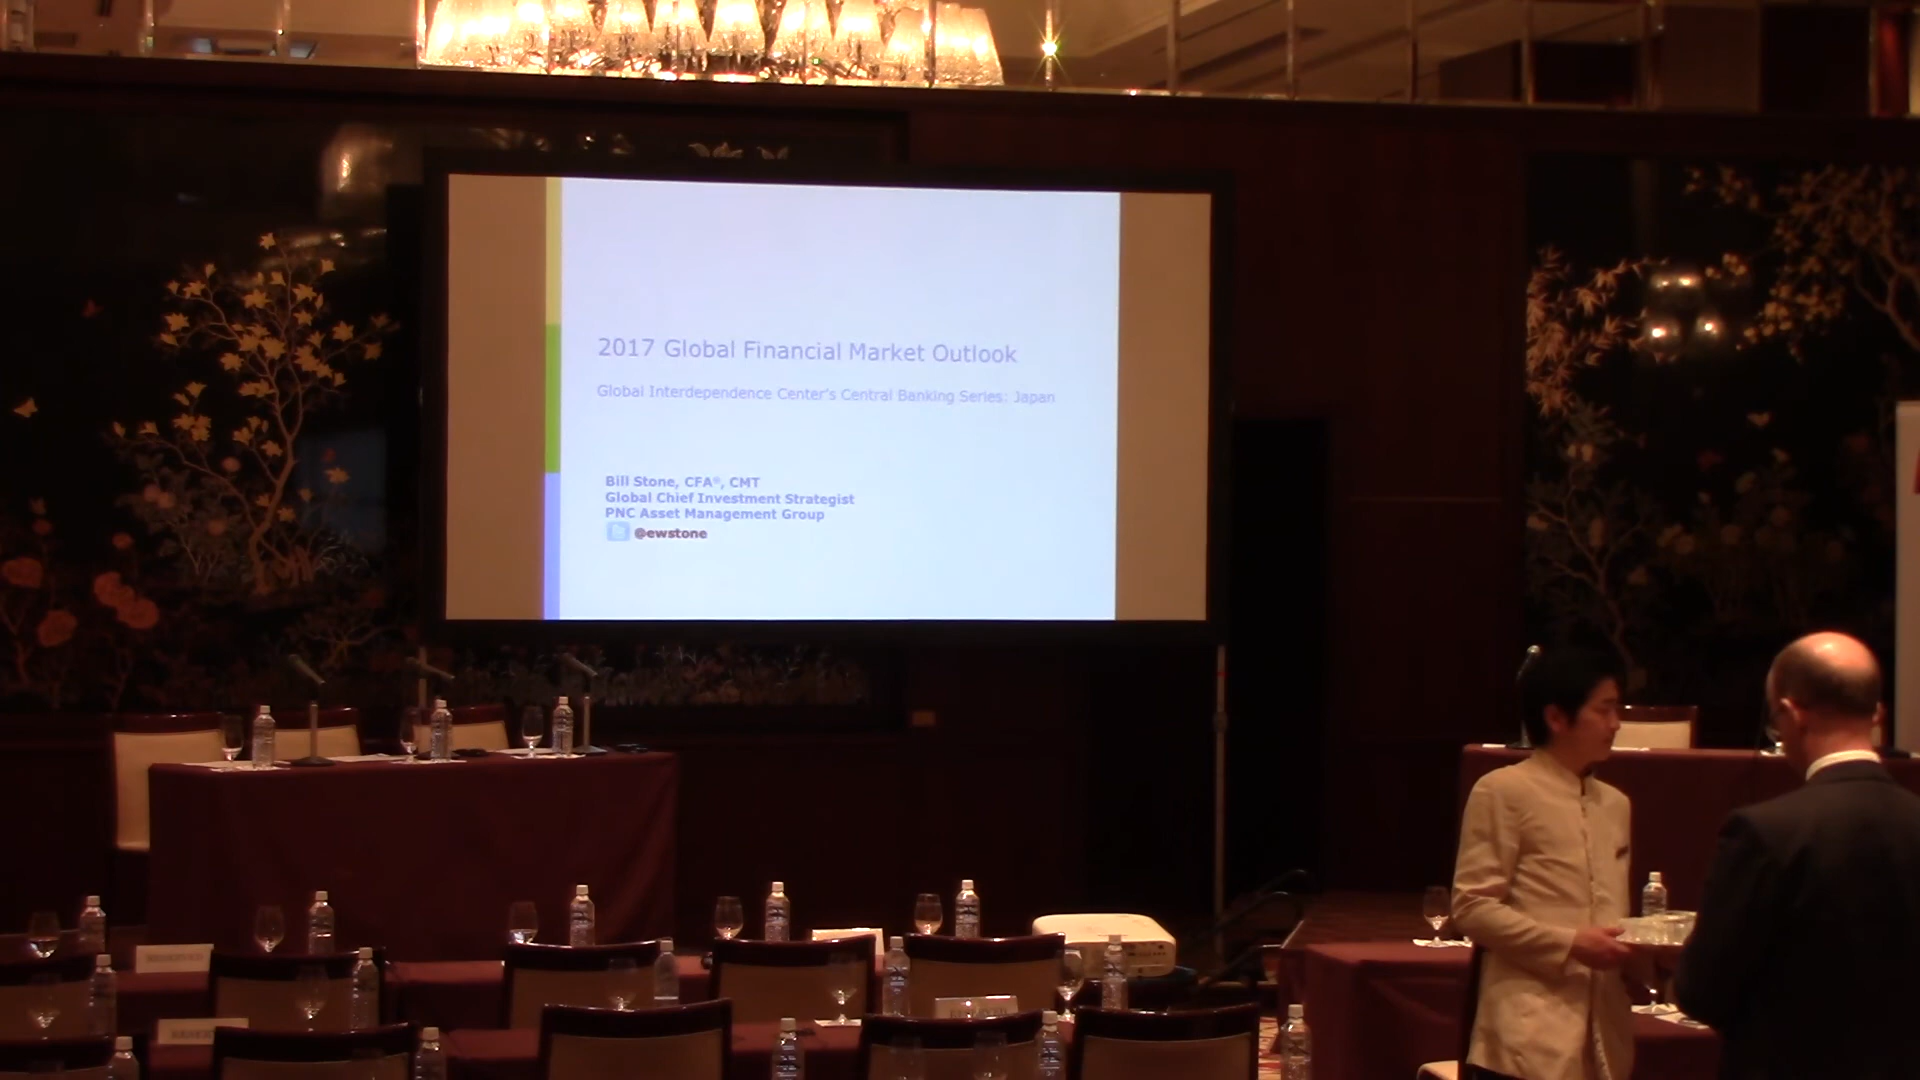 2017 Global Financial Market Outlook
Global Interdependence Center's Central Banking Series: Japan
Bill Stone, CFA®, CMT
Global Chief Investment Strategist
PNC Asset Management Group
@ewstone